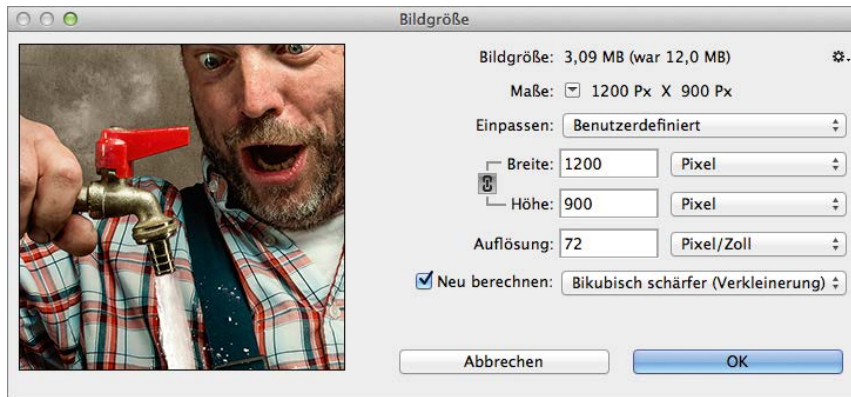 Bildgröße
Bildgröße: 3,09 MB (war 12,0 MB)
Maße: 1200 Px X 900 Px
Einpassen: Benutzerdefiniert
Breite: 1200 Pixel
Höhe: 900 Pixel
Auflösung: 72 Pixel/Zoll
Neu berechnen: Bikubisch schärfer (Verkleinerung)
Abbrechen OK